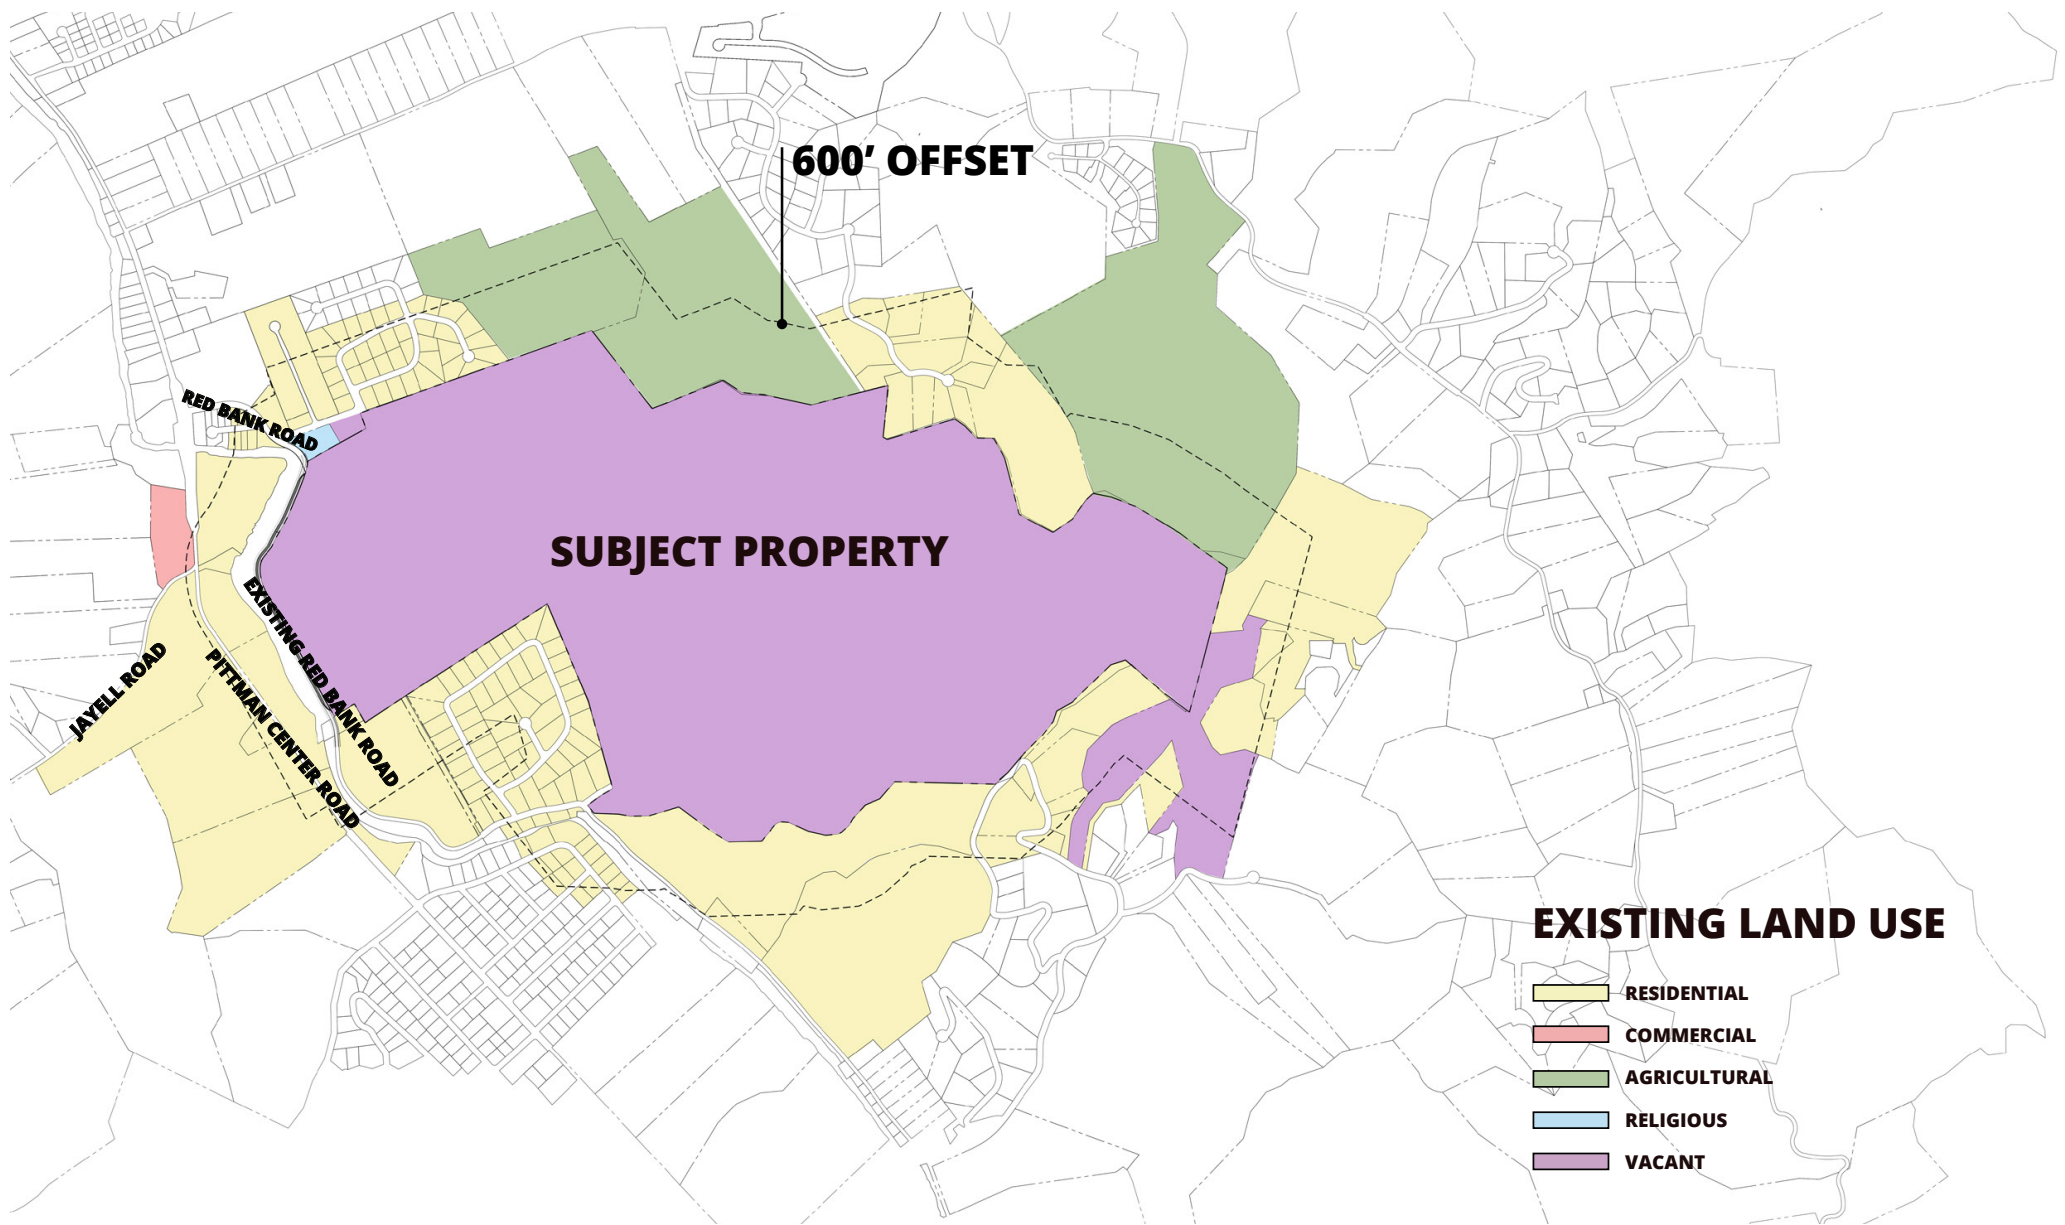 600’ OFFSET
RED BANK ROAD
SUBJECT PROPERTY
EXISTING RED BANK ROAD
JAYELL ROAD
PITTMAN CENTER ROAD
EXISTING LAND USE
RESIDENTIAL
COMMERCIAL
AGRICULTURAL
RELIGIOUS
VACANT